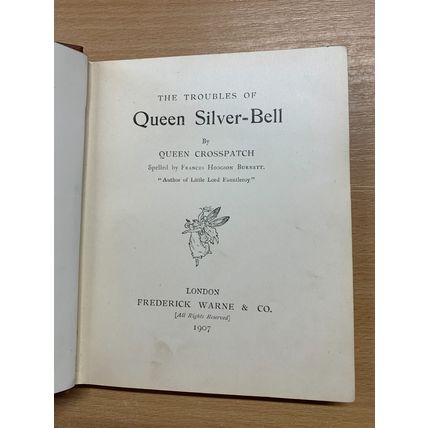 THE TROUBLES OF
Queen Silver-Bell
By
QUEEN CROSSPATCH
Spelled by FRANCES HODGSON BURNETT.
"Author of Little Lord Fauntleroy"
LONDON
FREDERICK WARNE & CO.
[All Rights Reserved]
1907